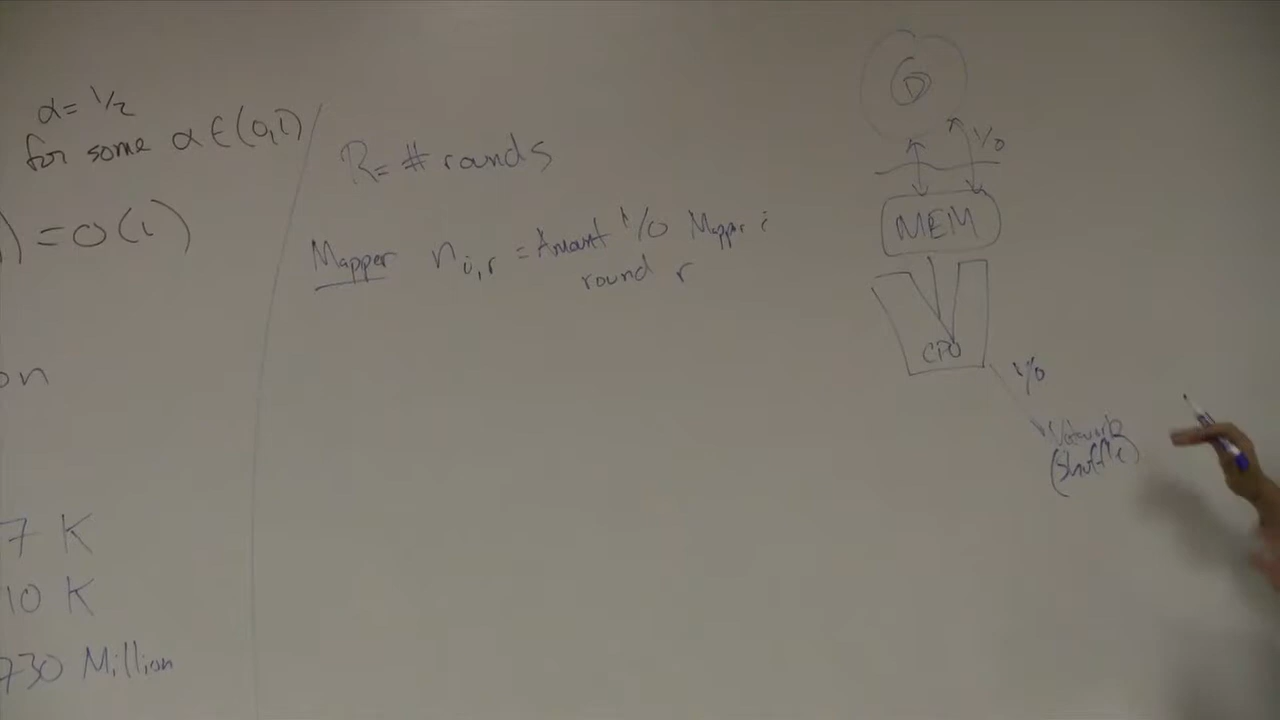 α = 1/2
for some α ∈ (0,1)
) = O(1)
on
7 K
10 K
730 Million
R = # rounds
Mapper n_{i,r} = Amount I/O Mapper i
round r
D
I/O
MEM
CPU
I/O
Network
(shuffle)